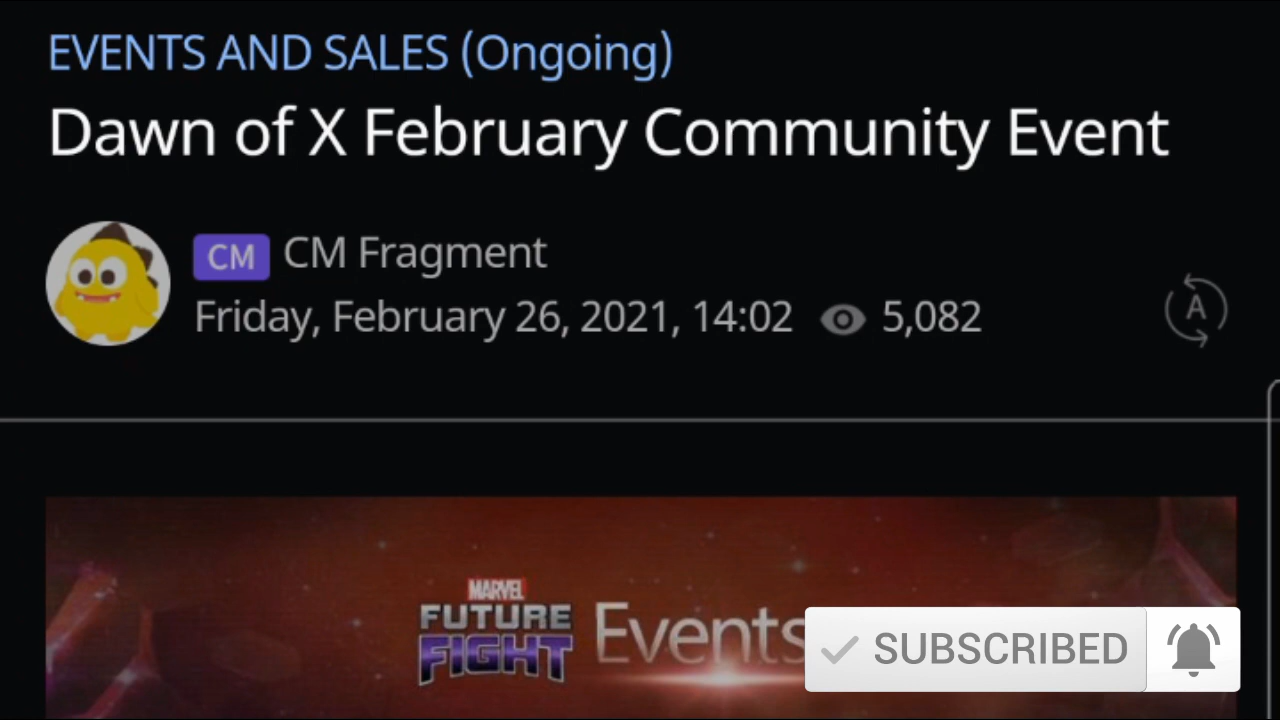 EVENTS AND SALES (Ongoing)
Dawn of X February Community Event
CM CM Fragment
Friday, February 26, 2021, 14:02 5,082
A
MARVEL
FUTURE
FIGHT
Events
SUBSCRIBED